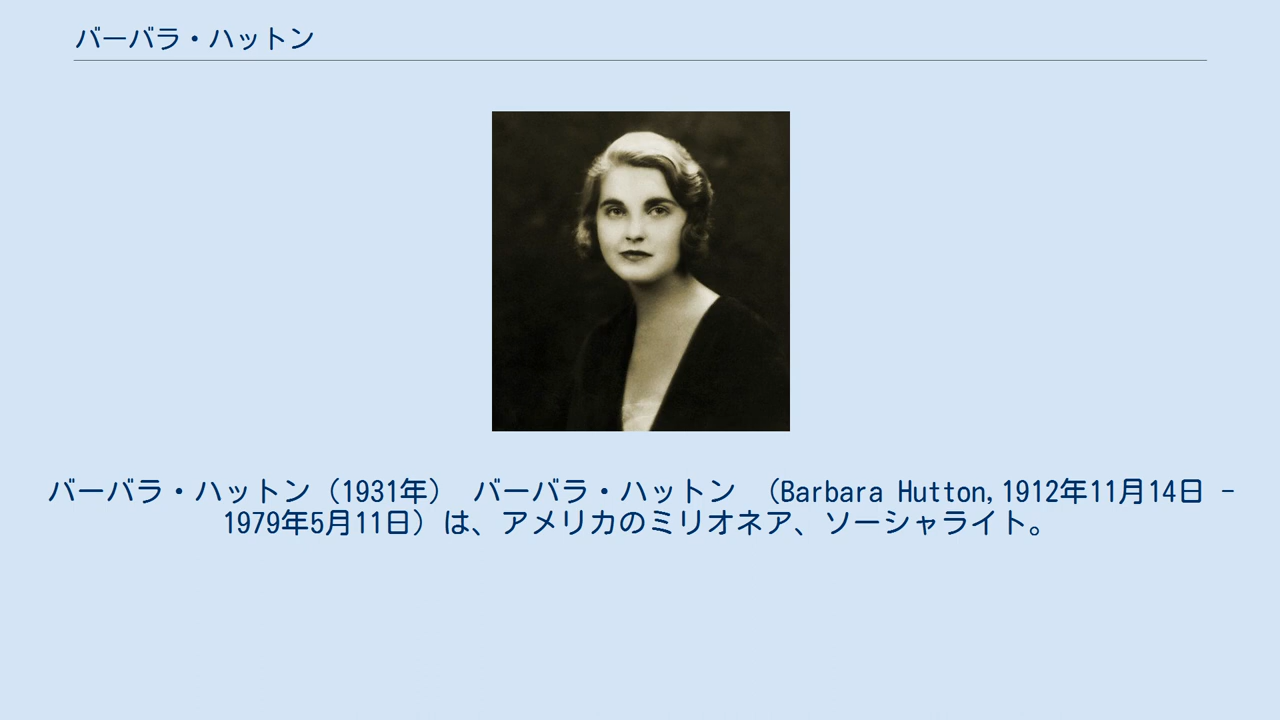 バーバラ・ハットン
バーバラ・ハットン（1931年） バーバラ・ハットン （Barbara Hutton,1912年11月14日 -
1979年5月11日）は、アメリカのミリオネア、ソーシャライト。